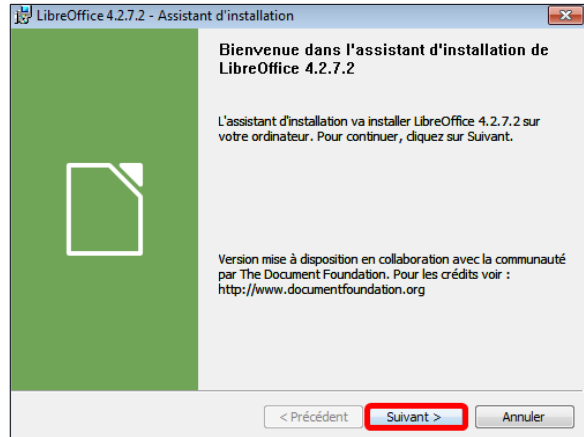 LibreOffice 4.2.7.2 - Assistant d'installation
Bienvenue dans l'assistant d'installation de
LibreOffice 4.2.7.2
L'assistant d'installation va installer LibreOffice 4.2.7.2 sur
votre ordinateur. Pour continuer, cliquez sur Suivant.
Version mise à disposition en collaboration avec la communauté
par The Document Foundation. Pour les crédits voir :
http://www.documentfoundation.org
< Précédent Suivant > Annuler